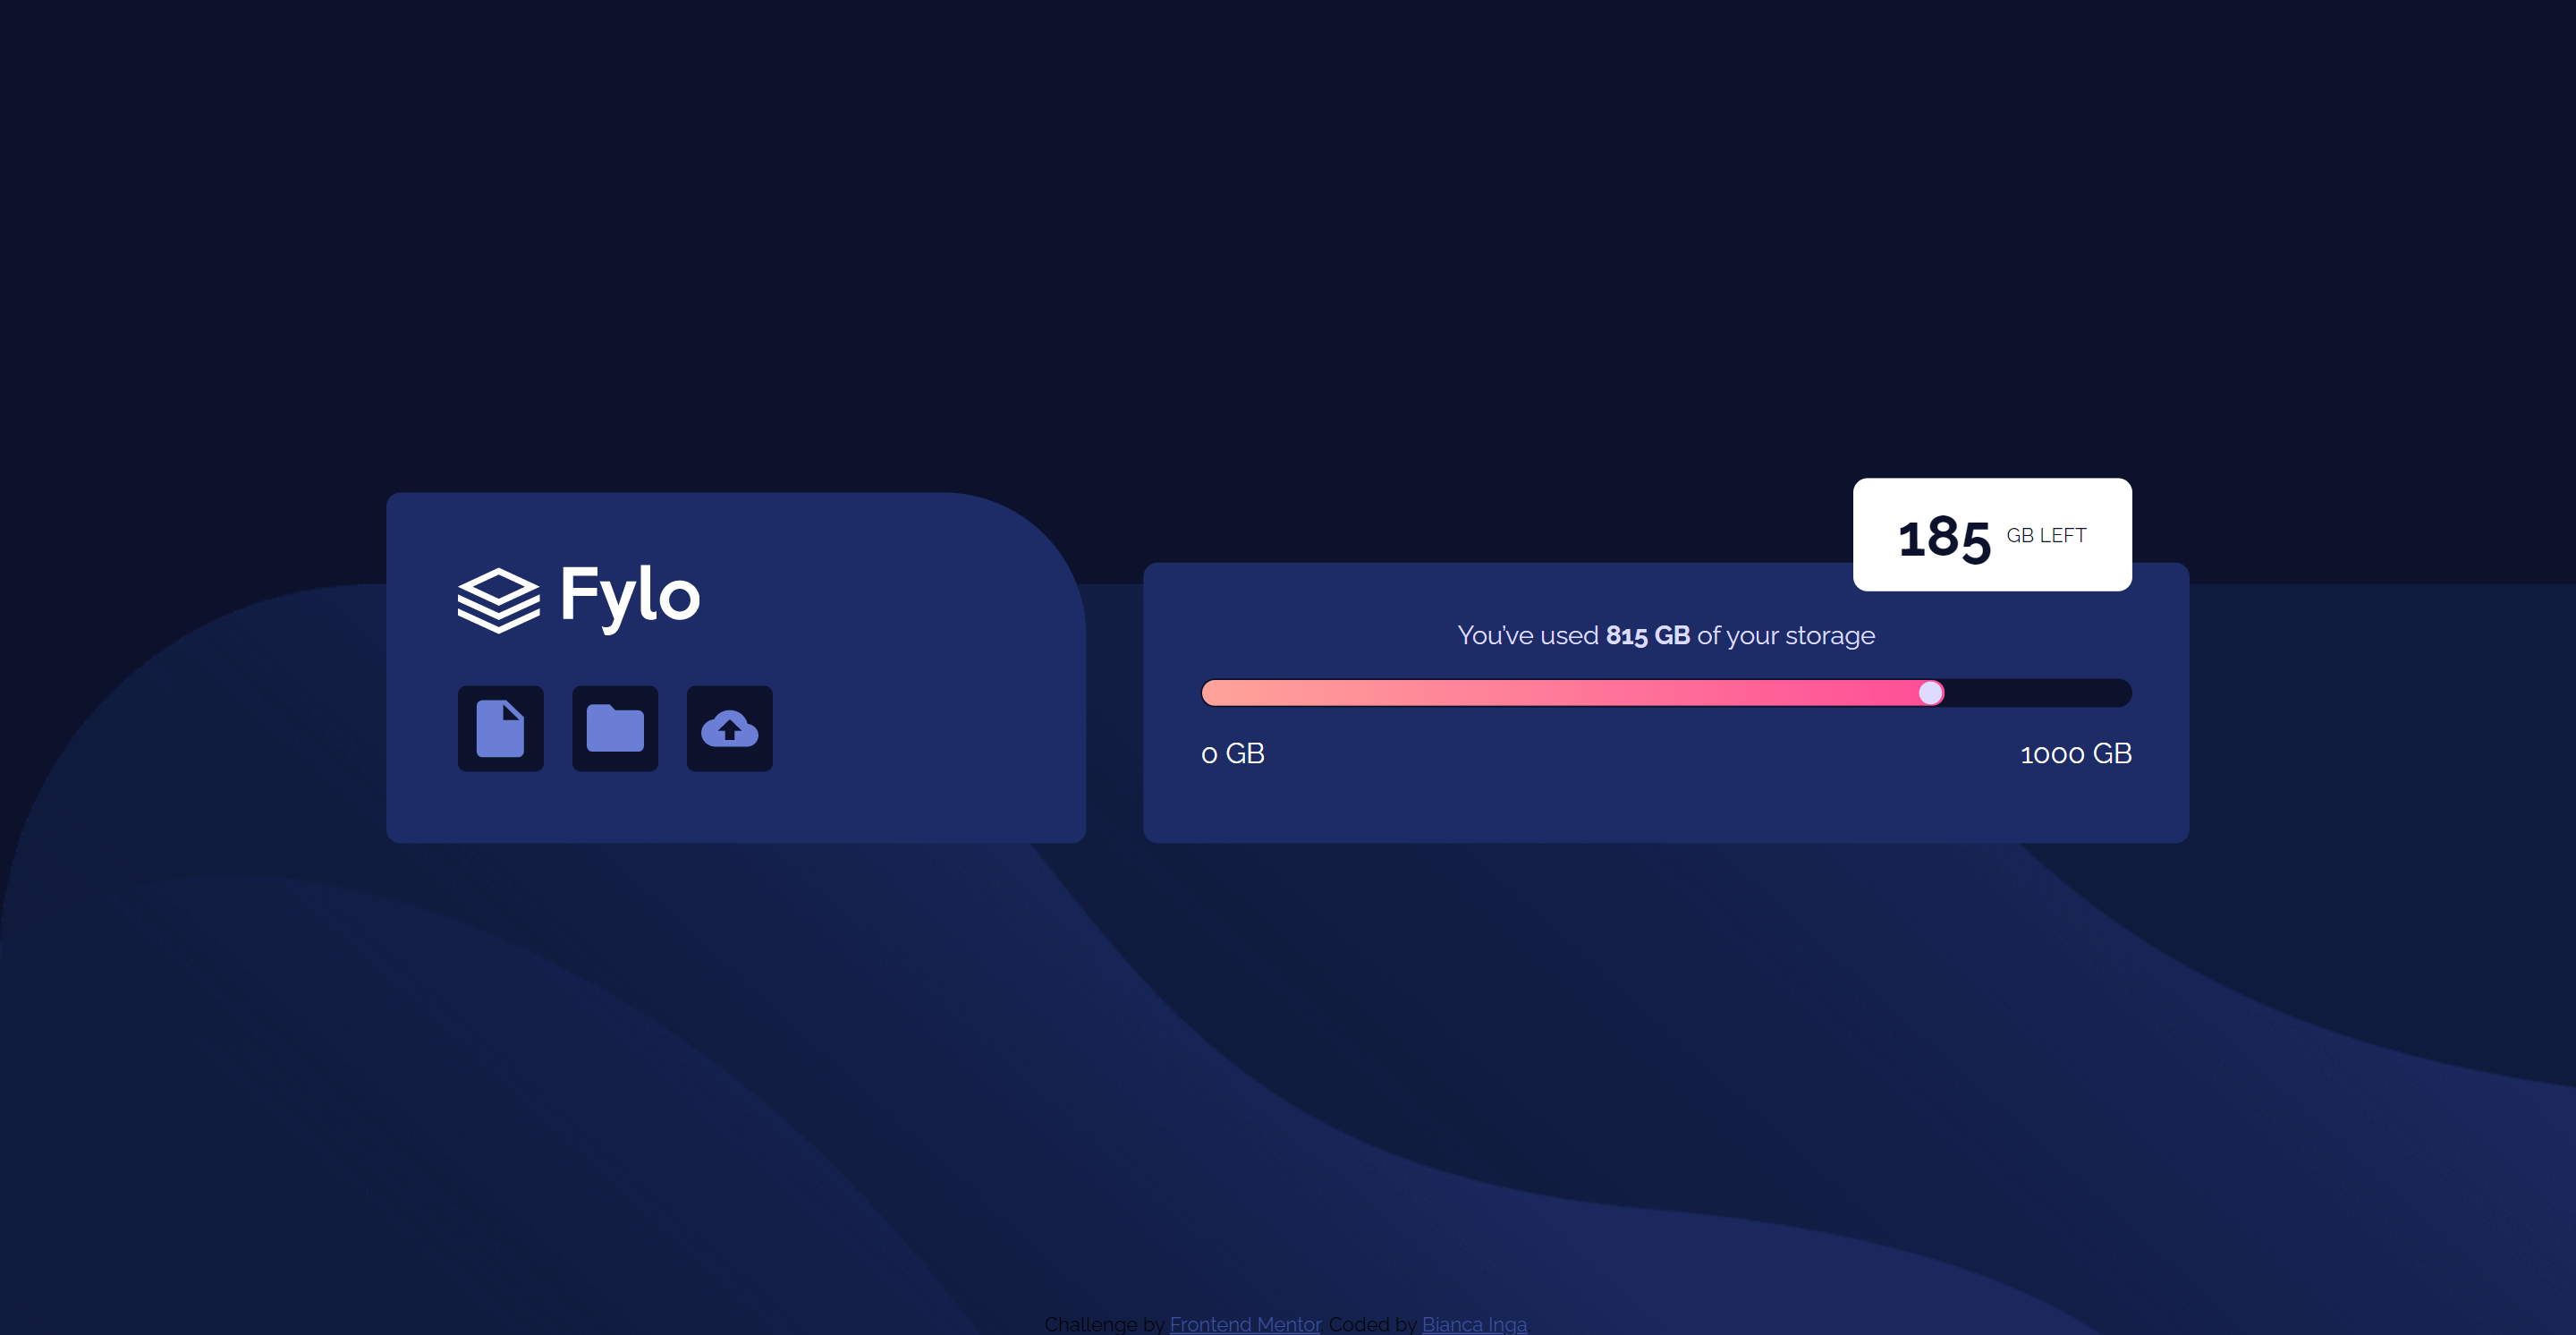 Fylo
185 GB LEFT
You've used 815 GB of your storage
0 GB 1000 GB
Challenge by Frontend Mentor. Coded by Bianca Inga